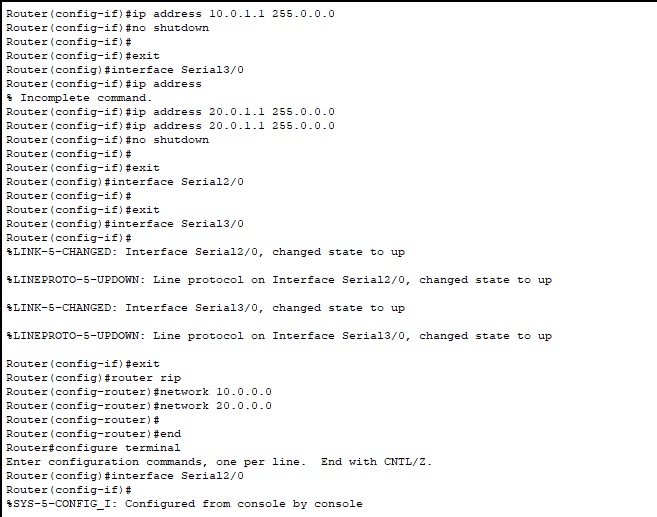 Router(config-if)#ip address 10.0.1.1 255.0.0.0
Router(config-if)#no shutdown
Router(config-if)#
Router(config-if)#exit
Router(config)#interface Serial3/0
Router(config-if)#ip address
% Incomplete command.
Router(config-if)#ip address 20.0.1.1 255.0.0.0
Router(config-if)#ip address 20.0.1.1 255.0.0.0
Router(config-if)#no shutdown
Router(config-if)#
Router(config-if)#exit
Router(config)#interface Serial2/0
Router(config-if)#
Router(config-if)#exit
Router(config)#interface Serial3/0
Router(config-if)#
%LINK-5-CHANGED: Interface Serial2/0, changed state to up
%LINEPROTO-5-UPDOWN: Line protocol on Interface Serial2/0, changed state to up
%LINK-5-CHANGED: Interface Serial3/0, changed state to up
%LINEPROTO-5-UPDOWN: Line protocol on Interface Serial3/0, changed state to up
Router(config-if)#exit
Router(config)#router rip
Router(config-router)#network 10.0.0.0
Router(config-router)#network 20.0.0.0
Router(config-router)#
Router(config-router)#end
Router#configure terminal
Enter configuration commands, one per line.  End with CNTL/Z.
Router(config)#interface Serial2/0
Router(config-if)#
%SYS-5-CONFIG_I: Configured from console by console